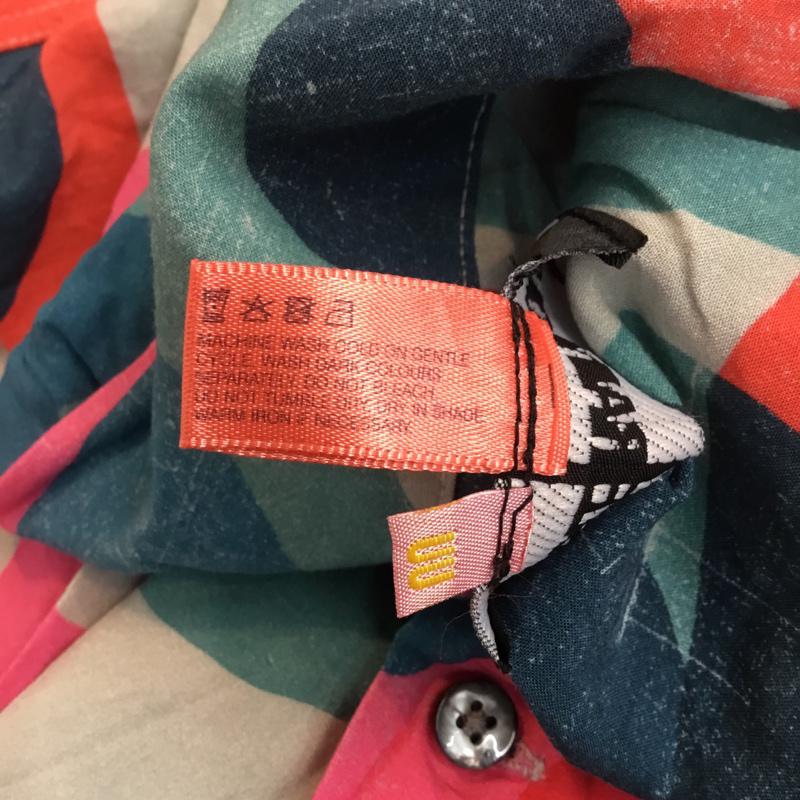 MACHINE WASH COLD ON GENTLE
CYCLE. WASH DARK COLOURS
SEPARATELY. DO NOT BLEACH.
DO NOT TUMBLE DRY. DRY IN SHADE.
WARM IRON IF NECESSARY.